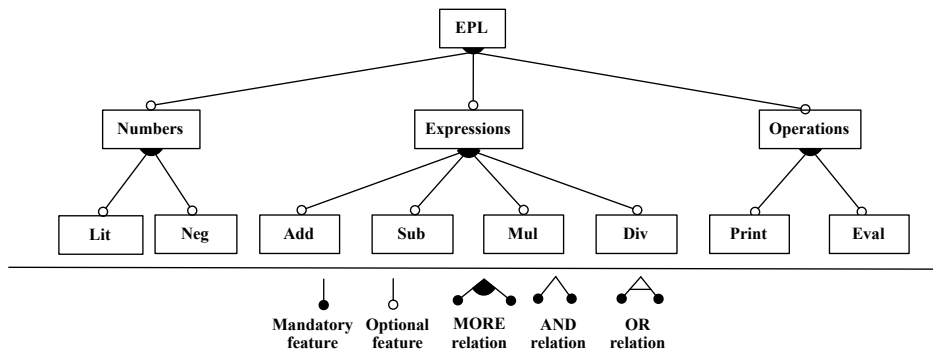 EPL
Numbers Expressions Operations
Lit Neg Add Sub Mul Div Print Eval
Mandatory feature
Optional feature
MORE relation
AND relation
OR relation